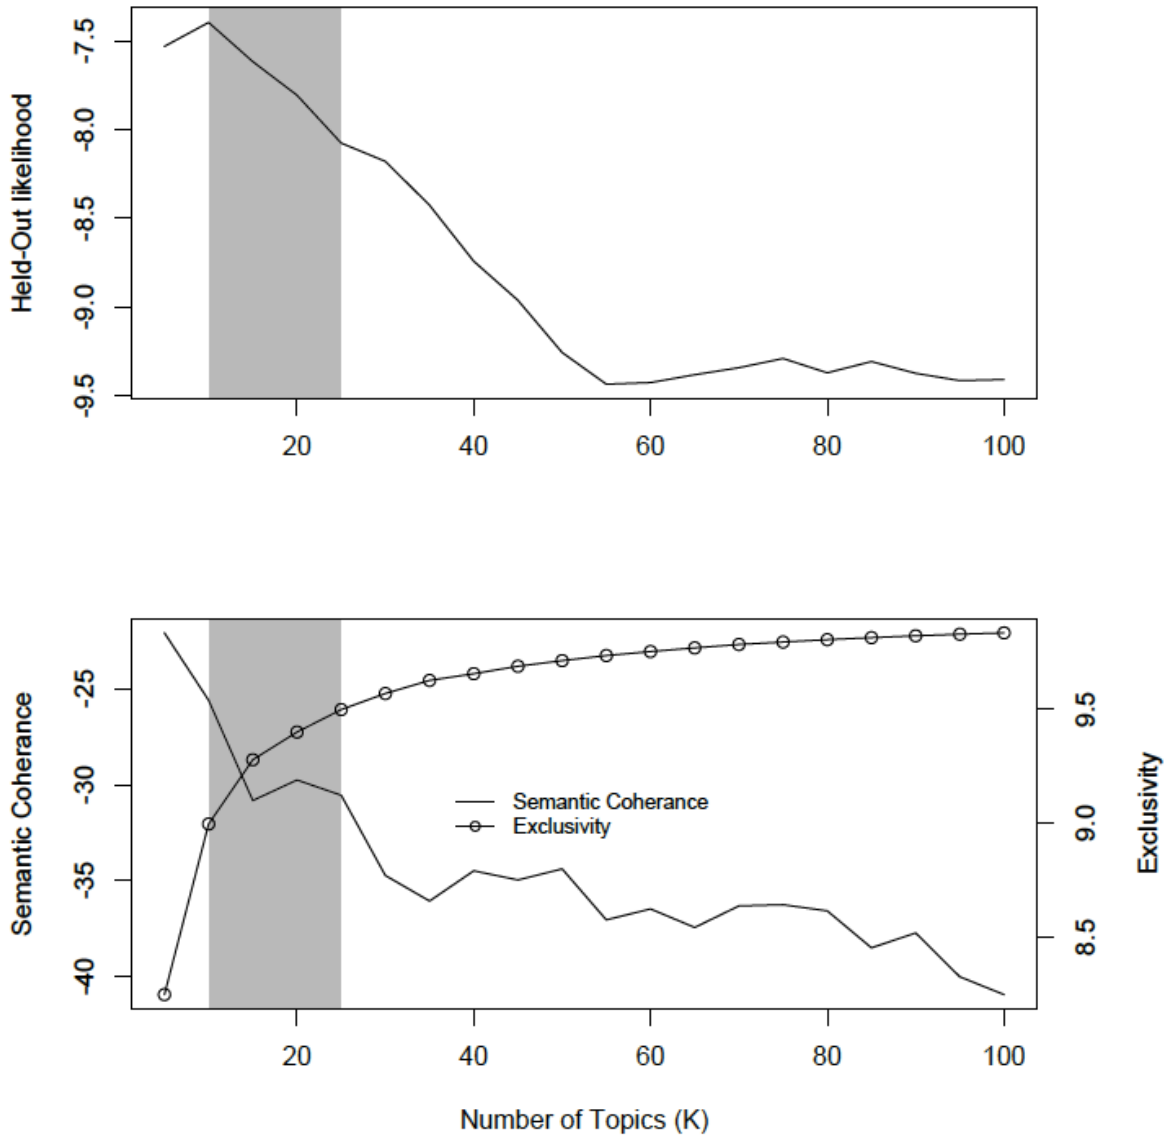 Held-Out likelihood
-7.5
-8.0
-8.5
-9.0
-9.5
20 40 60 80 100
Semantic Coherance
-25
-30
-35
-40
Semantic Coherance
Exclusivity
9.5
9.0
8.5
Exclusivity
20 40 60 80 100
Number of Topics (K)